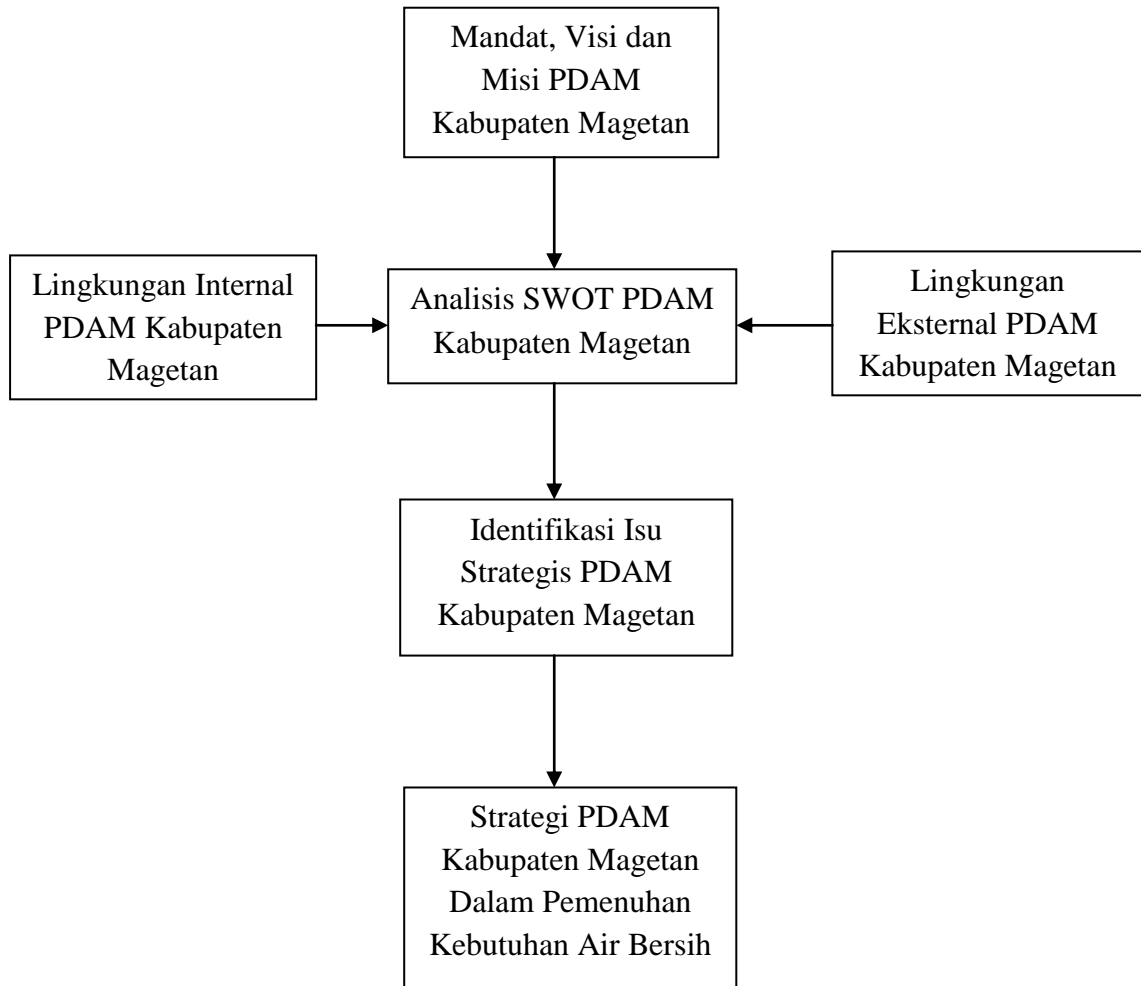 Mandat, Visi dan
Misi PDAM
Kabupaten Magetan
Lingkungan Internal
PDAM Kabupaten
Magetan
Analisis SWOT PDAM
Kabupaten Magetan
Lingkungan
Eksternal PDAM
Kabupaten Magetan
Identifikasi Isu
Strategis PDAM
Kabupaten Magetan
Strategi PDAM
Kabupaten Magetan
Dalam Pemenuhan
Kebutuhan Air Bersih